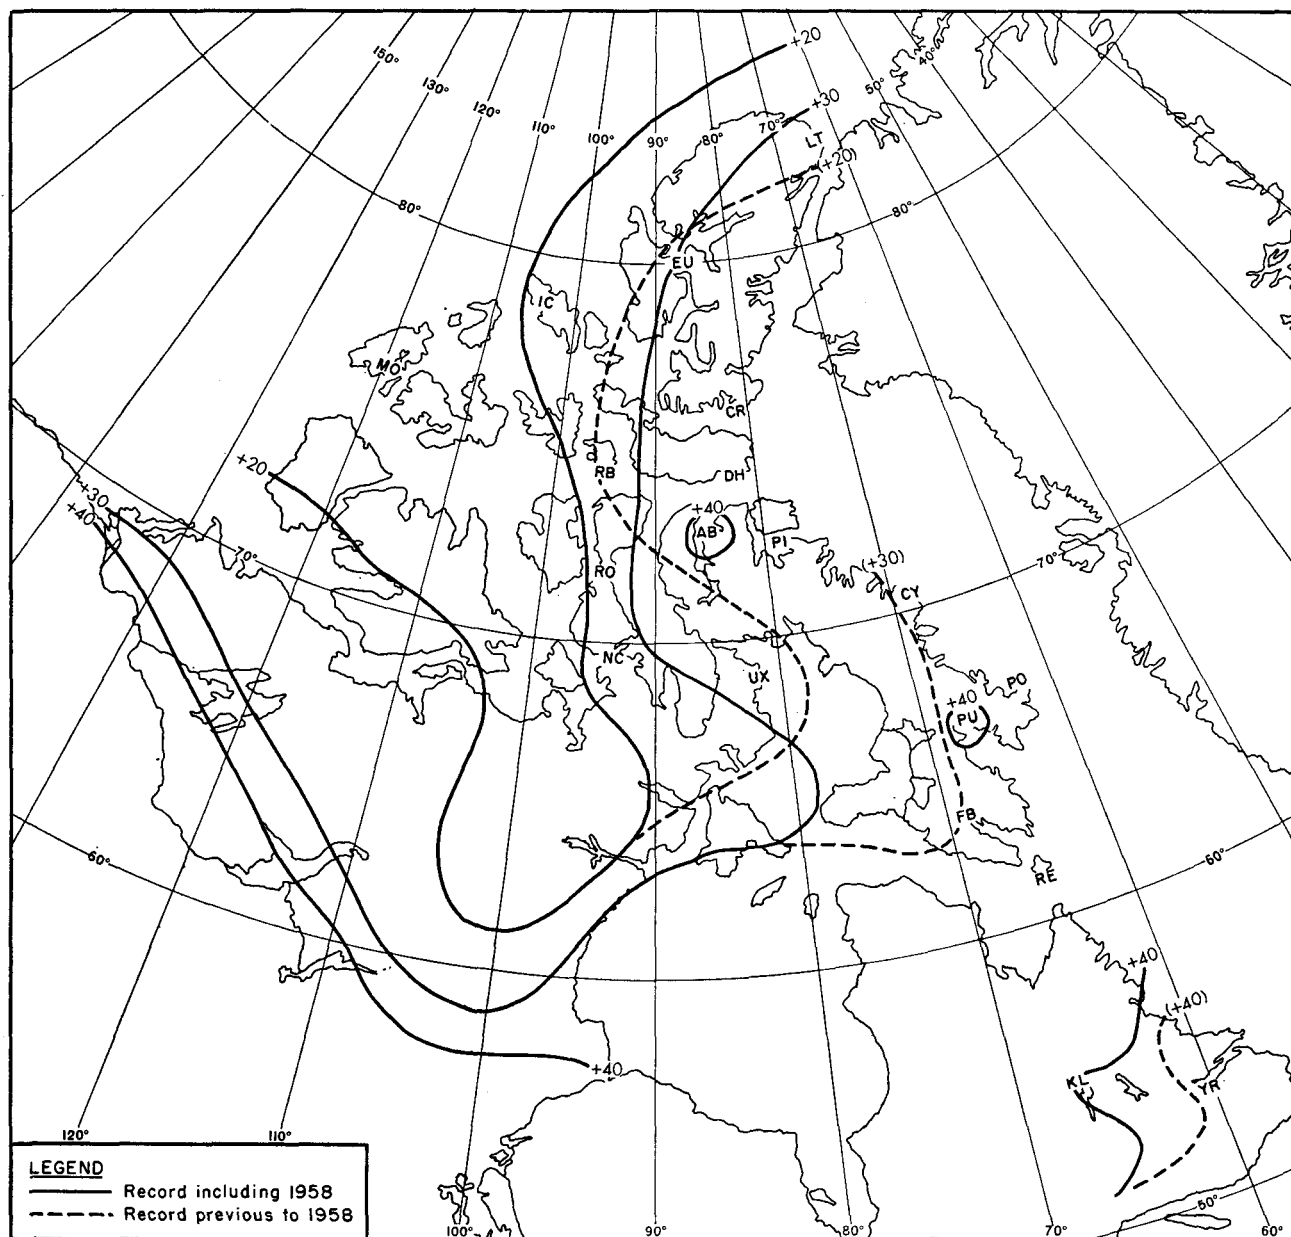 +20
40°
150°
50°
130°
+30
120°
110°
100°
90°
80°
70°
LT
(+20)
80°
80°
EU
IC
MO
CR
+20
RB
DH
+30
+40
+40
AB
PI
70°
(+30)
70°
RO
CY
NC
UX
PO
+40
PU
FB
60°
60°
RE
+40
(+40)
+40
KL
YR
120°
110°
50°
100°
90°
80°
70°
60°
LEGEND
Record including 1958
Record previous to 1958